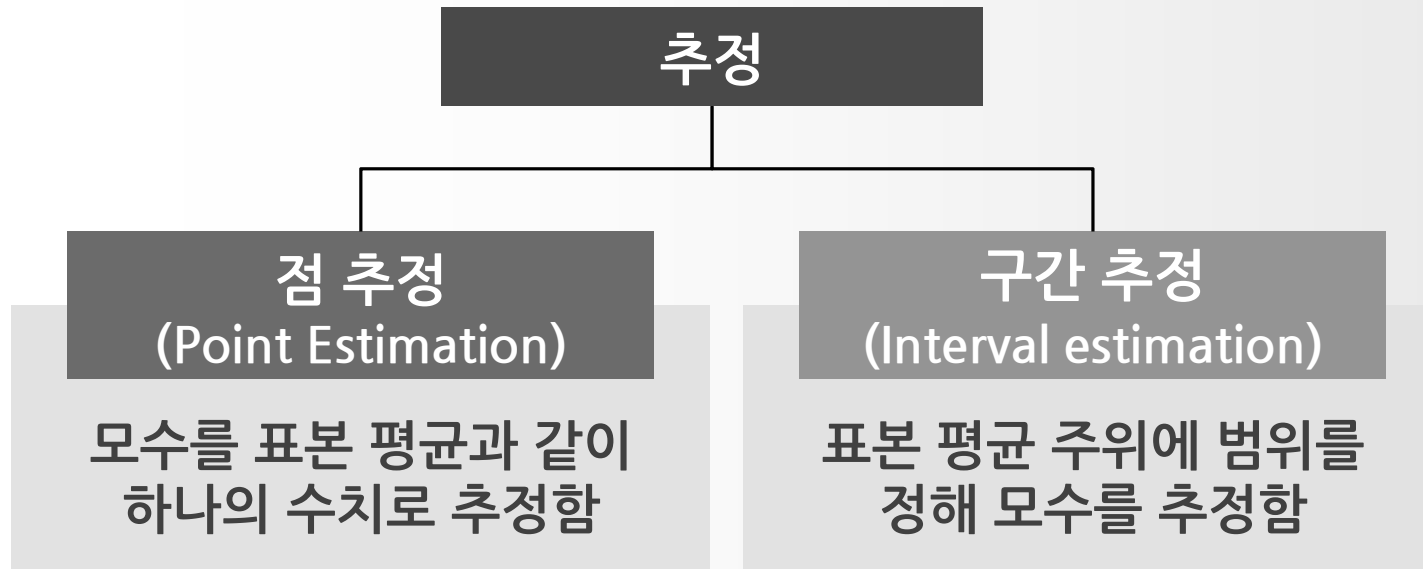 추정
점 추정
(Point Estimation)
모수를 표본 평균과 같이
하나의 수치로 추정함
구간 추정
(Interval estimation)
표본 평균 주위에 범위를
정해 모수를 추정함